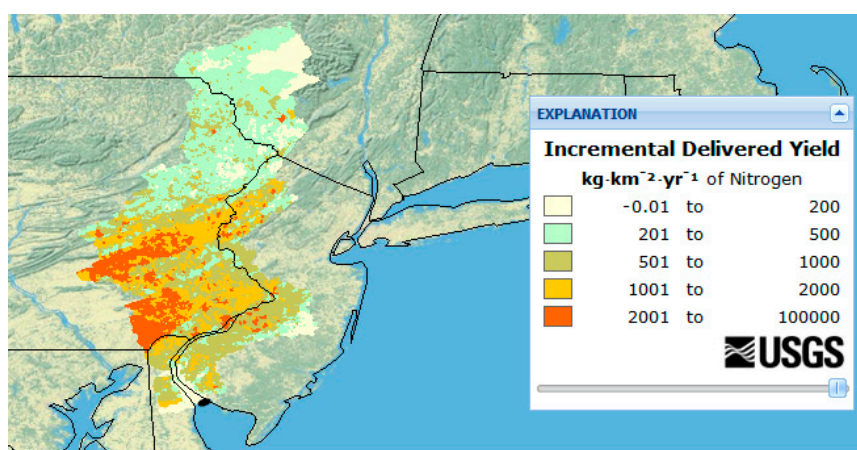 EXPLANATION
Incremental Delivered Yield
kg·km⁻²·yr⁻¹ of Nitrogen
-0.01 to 200
201 to 500
501 to 1000
1001 to 2000
2001 to 100000
USGS